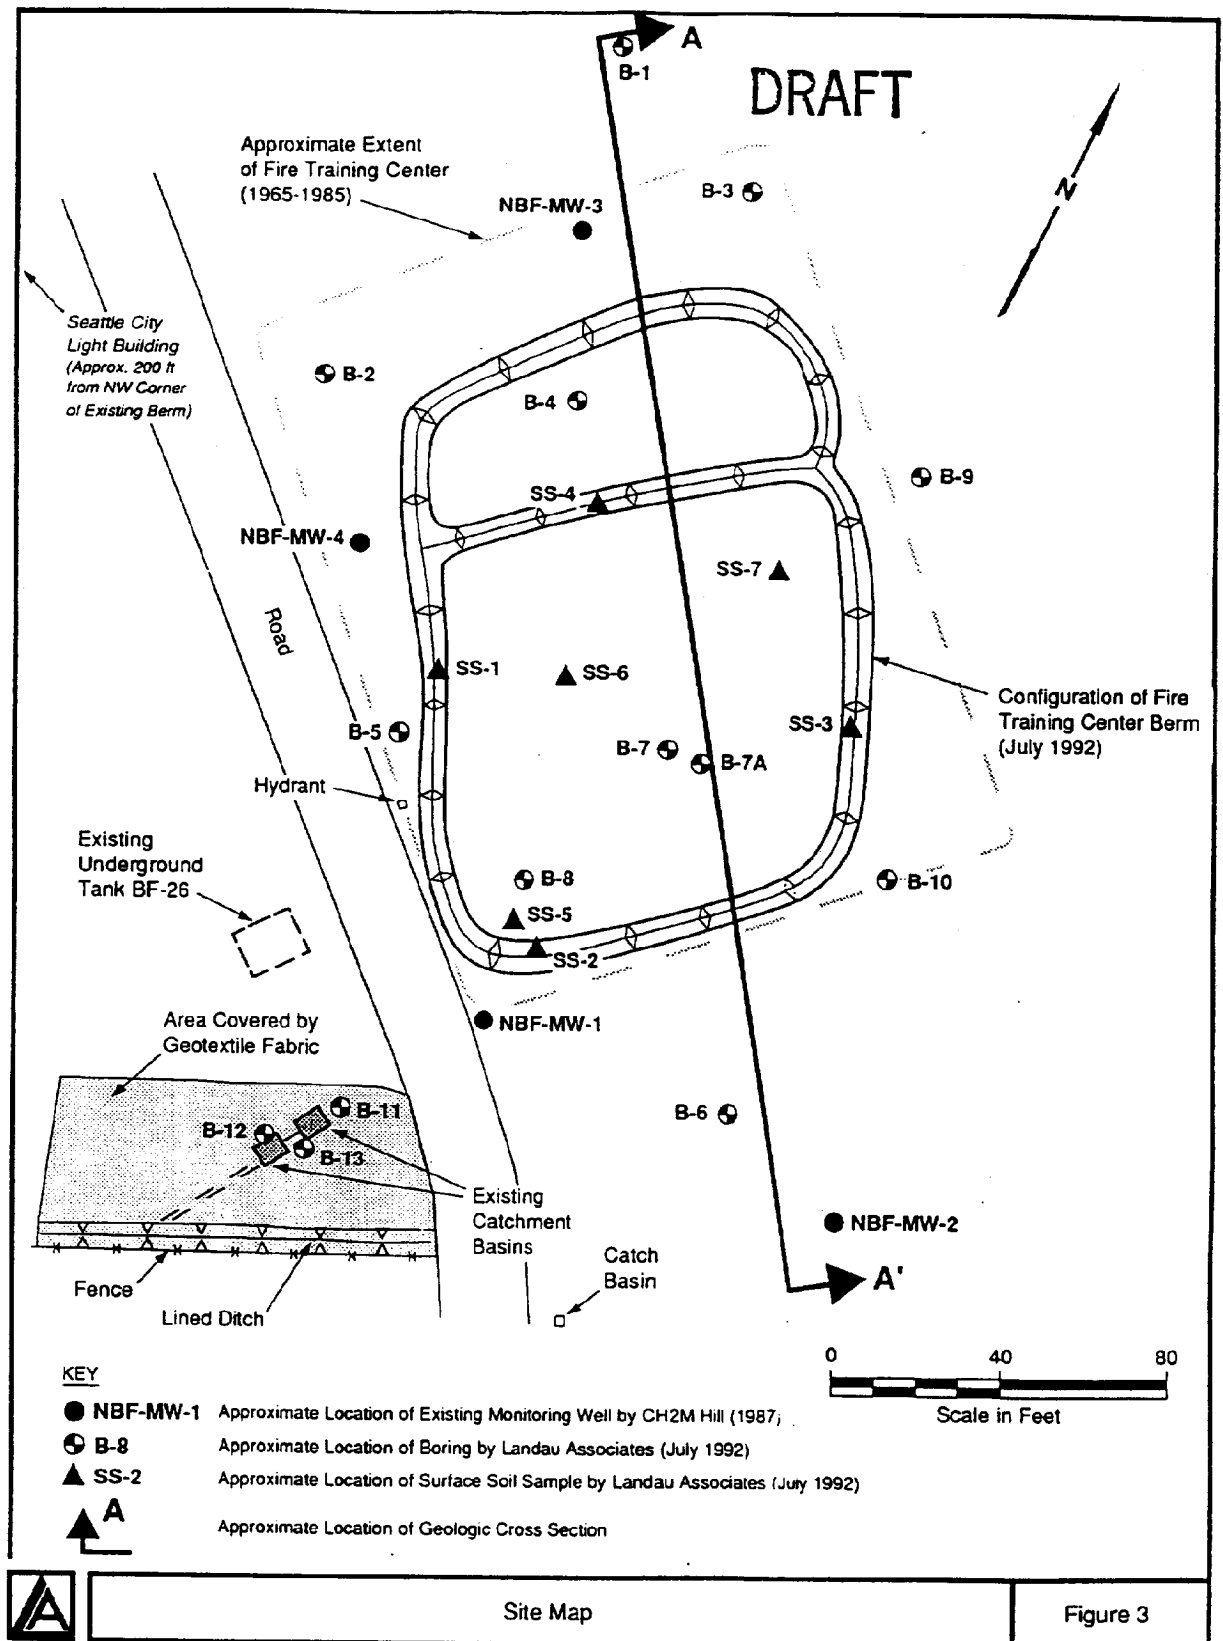 A
B-1
DRAFT
Approximate Extent
of Fire Training Center
(1965-1985)
B-3
NBF-MW-3
N
Seattle City
Light Building
(Approx. 200 ft
from NW Corner
of Existing Berm)
B-2
B-4
B-9
SS-4
NBF-MW-4
SS-7
Road
SS-1
SS-6
Configuration of Fire
Training Center Berm
(July 1992)
SS-3
B-5
B-7
B-7A
Hydrant
Existing
Underground
Tank BF-26
B-8
B-10
SS-5
SS-2
Area Covered by
Geotextile Fabric
NBF-MW-1
B-11
B-12
B-13
B-6
Existing
Catchment
Basins
NBF-MW-2
Catch
Basin
A'
Fence
Lined Ditch
0 40 80
Scale in Feet
KEY
NBF-MW-1 Approximate Location of Existing Monitoring Well by CH2M Hill (1987)
B-8 Approximate Location of Boring by Landau Associates (July 1992)
SS-2 Approximate Location of Surface Soil Sample by Landau Associates (July 1992)
A Approximate Location of Geologic Cross Section
Site Map
Figure 3